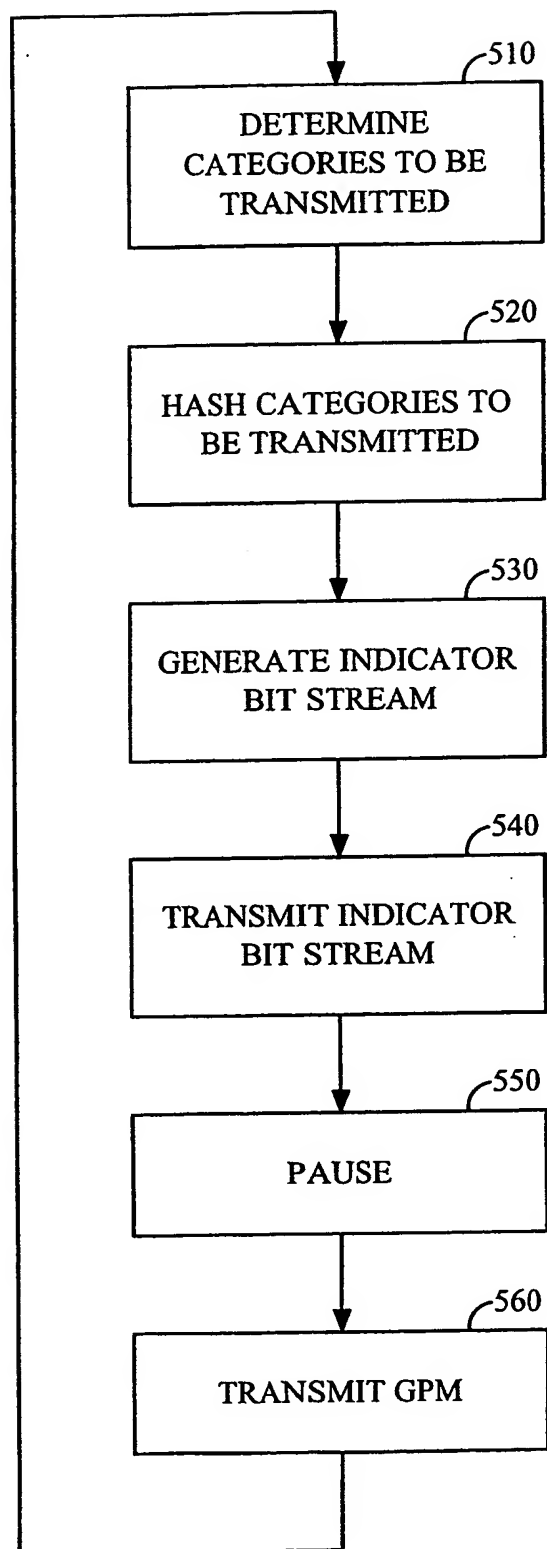 510
DETERMINE
CATEGORIES TO BE
TRANSMITTED
520
HASH CATEGORIES TO
BE TRANSMITTED
530
GENERATE INDICATOR
BIT STREAM
540
TRANSMIT INDICATOR
BIT STREAM
550
PAUSE
560
TRANSMIT GPM